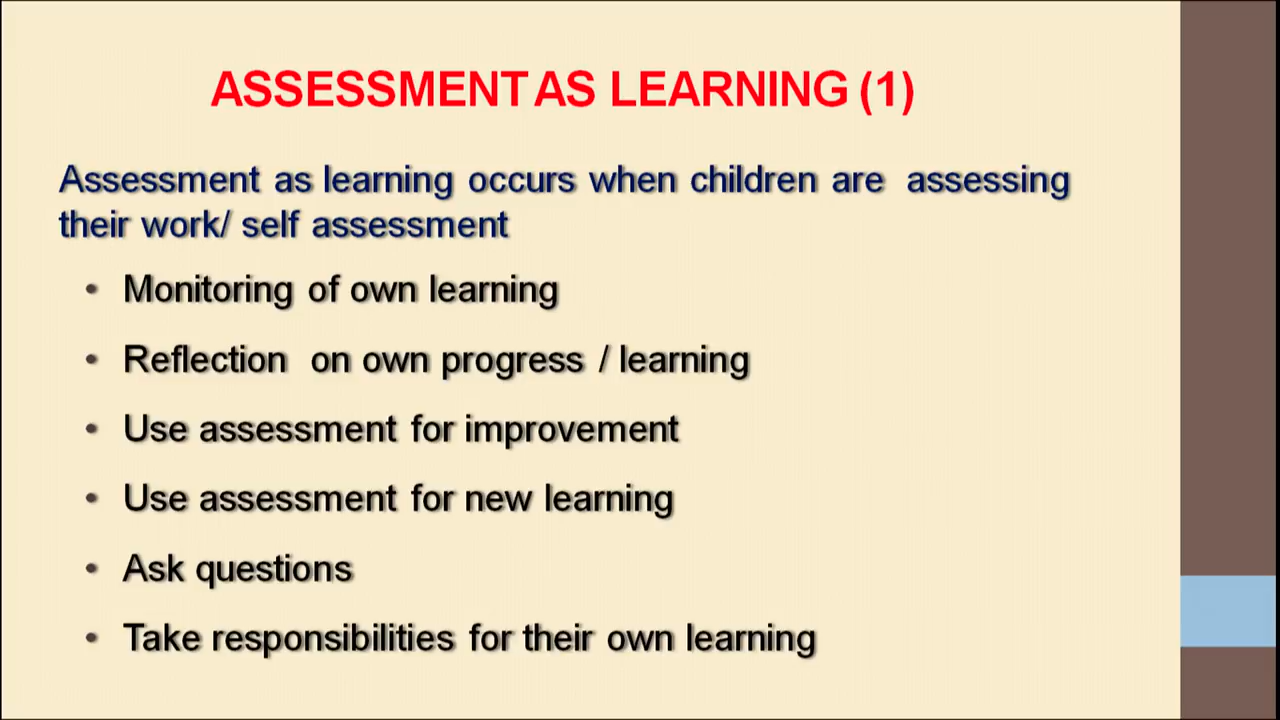 ASSESSMENT AS LEARNING (1)
Assessment as learning occurs when children are assessing
their work/ self assessment
• Monitoring of own learning
• Reflection on own progress / learning
• Use assessment for improvement
• Use assessment for new learning
• Ask questions
• Take responsibilities for their own learning